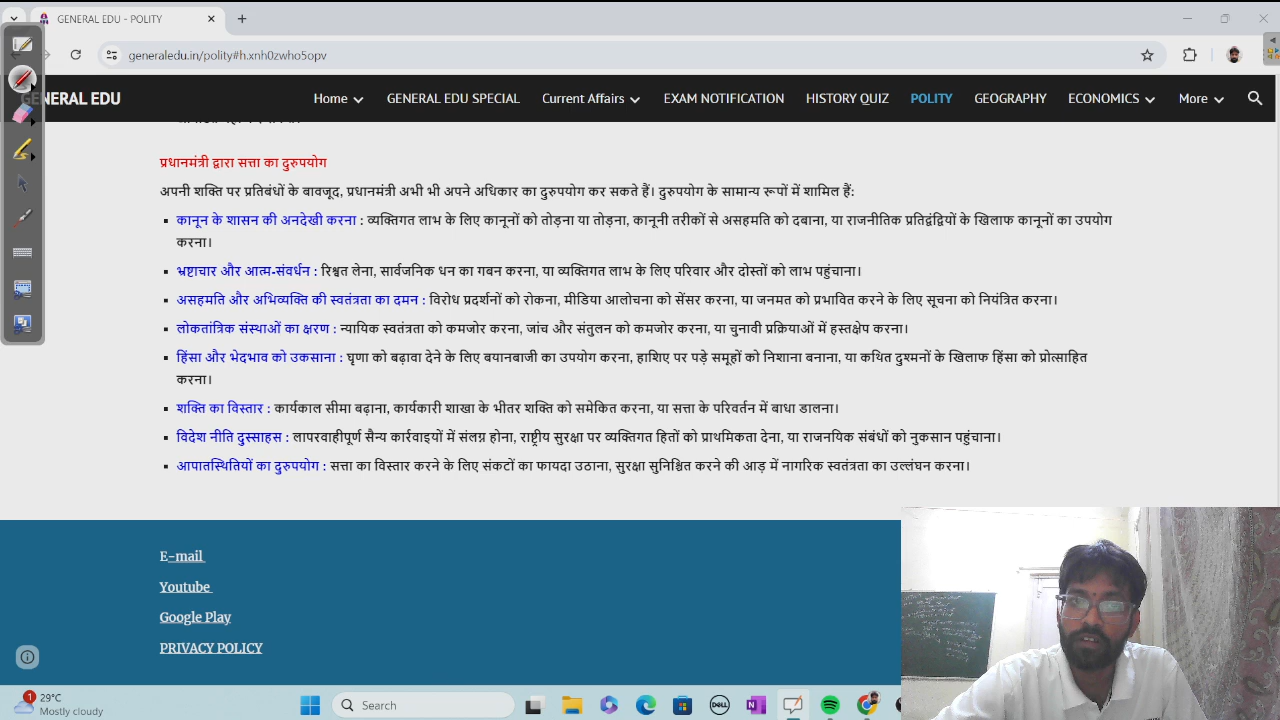 GENERAL EDU - POLITY
generaledu.in/polity#h.xnh0zwho5opv
GENERAL EDU
Home
GENERAL EDU SPECIAL
Current Affairs
EXAM NOTIFICATION
HISTORY QUIZ
POLITY
GEOGRAPHY
ECONOMICS
More
प्रधानमंत्री द्वारा सत्ता का दुरुपयोग
अपनी शक्ति पर प्रतिबंधों के बावजूद, प्रधानमंत्री अभी भी अपने अधिकार का दुरुपयोग कर सकते हैं। दुरुपयोग के सामान्य रूपों में शामिल हैं:
कानून के शासन की अनदेखी करना : व्यक्तिगत लाभ के लिए कानूनों को तोड़ना या तोड़ना, कानूनी तरीकों से असहमति को दबाना, या राजनीतिक प्रतिद्वंद्वियों के खिलाफ कानूनों का उपयोग
करना।
भ्रष्टाचार और आत्म-संवर्धन : रिश्वत लेना, सार्वजनिक धन का गबन करना, या व्यक्तिगत लाभ के लिए परिवार और दोस्तों को लाभ पहुंचाना।
असहमति और अभिव्यक्ति की स्वतंत्रता का दमन : विरोध प्रदर्शनों को रोकना, मीडिया आलोचना को सेंसर करना, या जनमत को प्रभावित करने के लिए सूचना को नियंत्रित करना।
लोकतांत्रिक संस्थाओं का क्षरण : न्यायिक स्वतंत्रता को कमजोर करना, जांच और संतुलन को कमजोर करना, या चुनावी प्रक्रियाओं में हस्तक्षेप करना।
हिंसा और भेदभाव को उकसाना : घृणा को बढ़ावा देने के लिए बयानबाजी का उपयोग करना, हाशिए पर पड़े समूहों को निशाना बनाना, या कथित दुश्मनों के खिलाफ हिंसा को प्रोत्साहित
करना।
शक्ति का विस्तार : कार्यकाल सीमा बढ़ाना, कार्यकारी शाखा के भीतर शक्ति को समेकित करना, या सत्ता के परिवर्तन में बाधा डालना।
विदेश नीति दुस्साहस : लापरवाहीपूर्ण सैन्य कार्रवाइयों में संलग्न होना, राष्ट्रीय सुरक्षा पर व्यक्तिगत हितों को प्राथमिकता देना, या राजनयिक संबंधों को नुकसान पहुंचाना।
आपातस्थितियों का दुरुपयोग : सत्ता का विस्तार करने के लिए संकटों का फायदा उठाना, सुरक्षा सुनिश्चित करने की आड़ में नागरिक स्वतंत्रता का उल्लंघन करना।
E-mail
Youtube
Google Play
PRIVACY POLICY
1
29°C
Mostly cloudy
Search
DELL